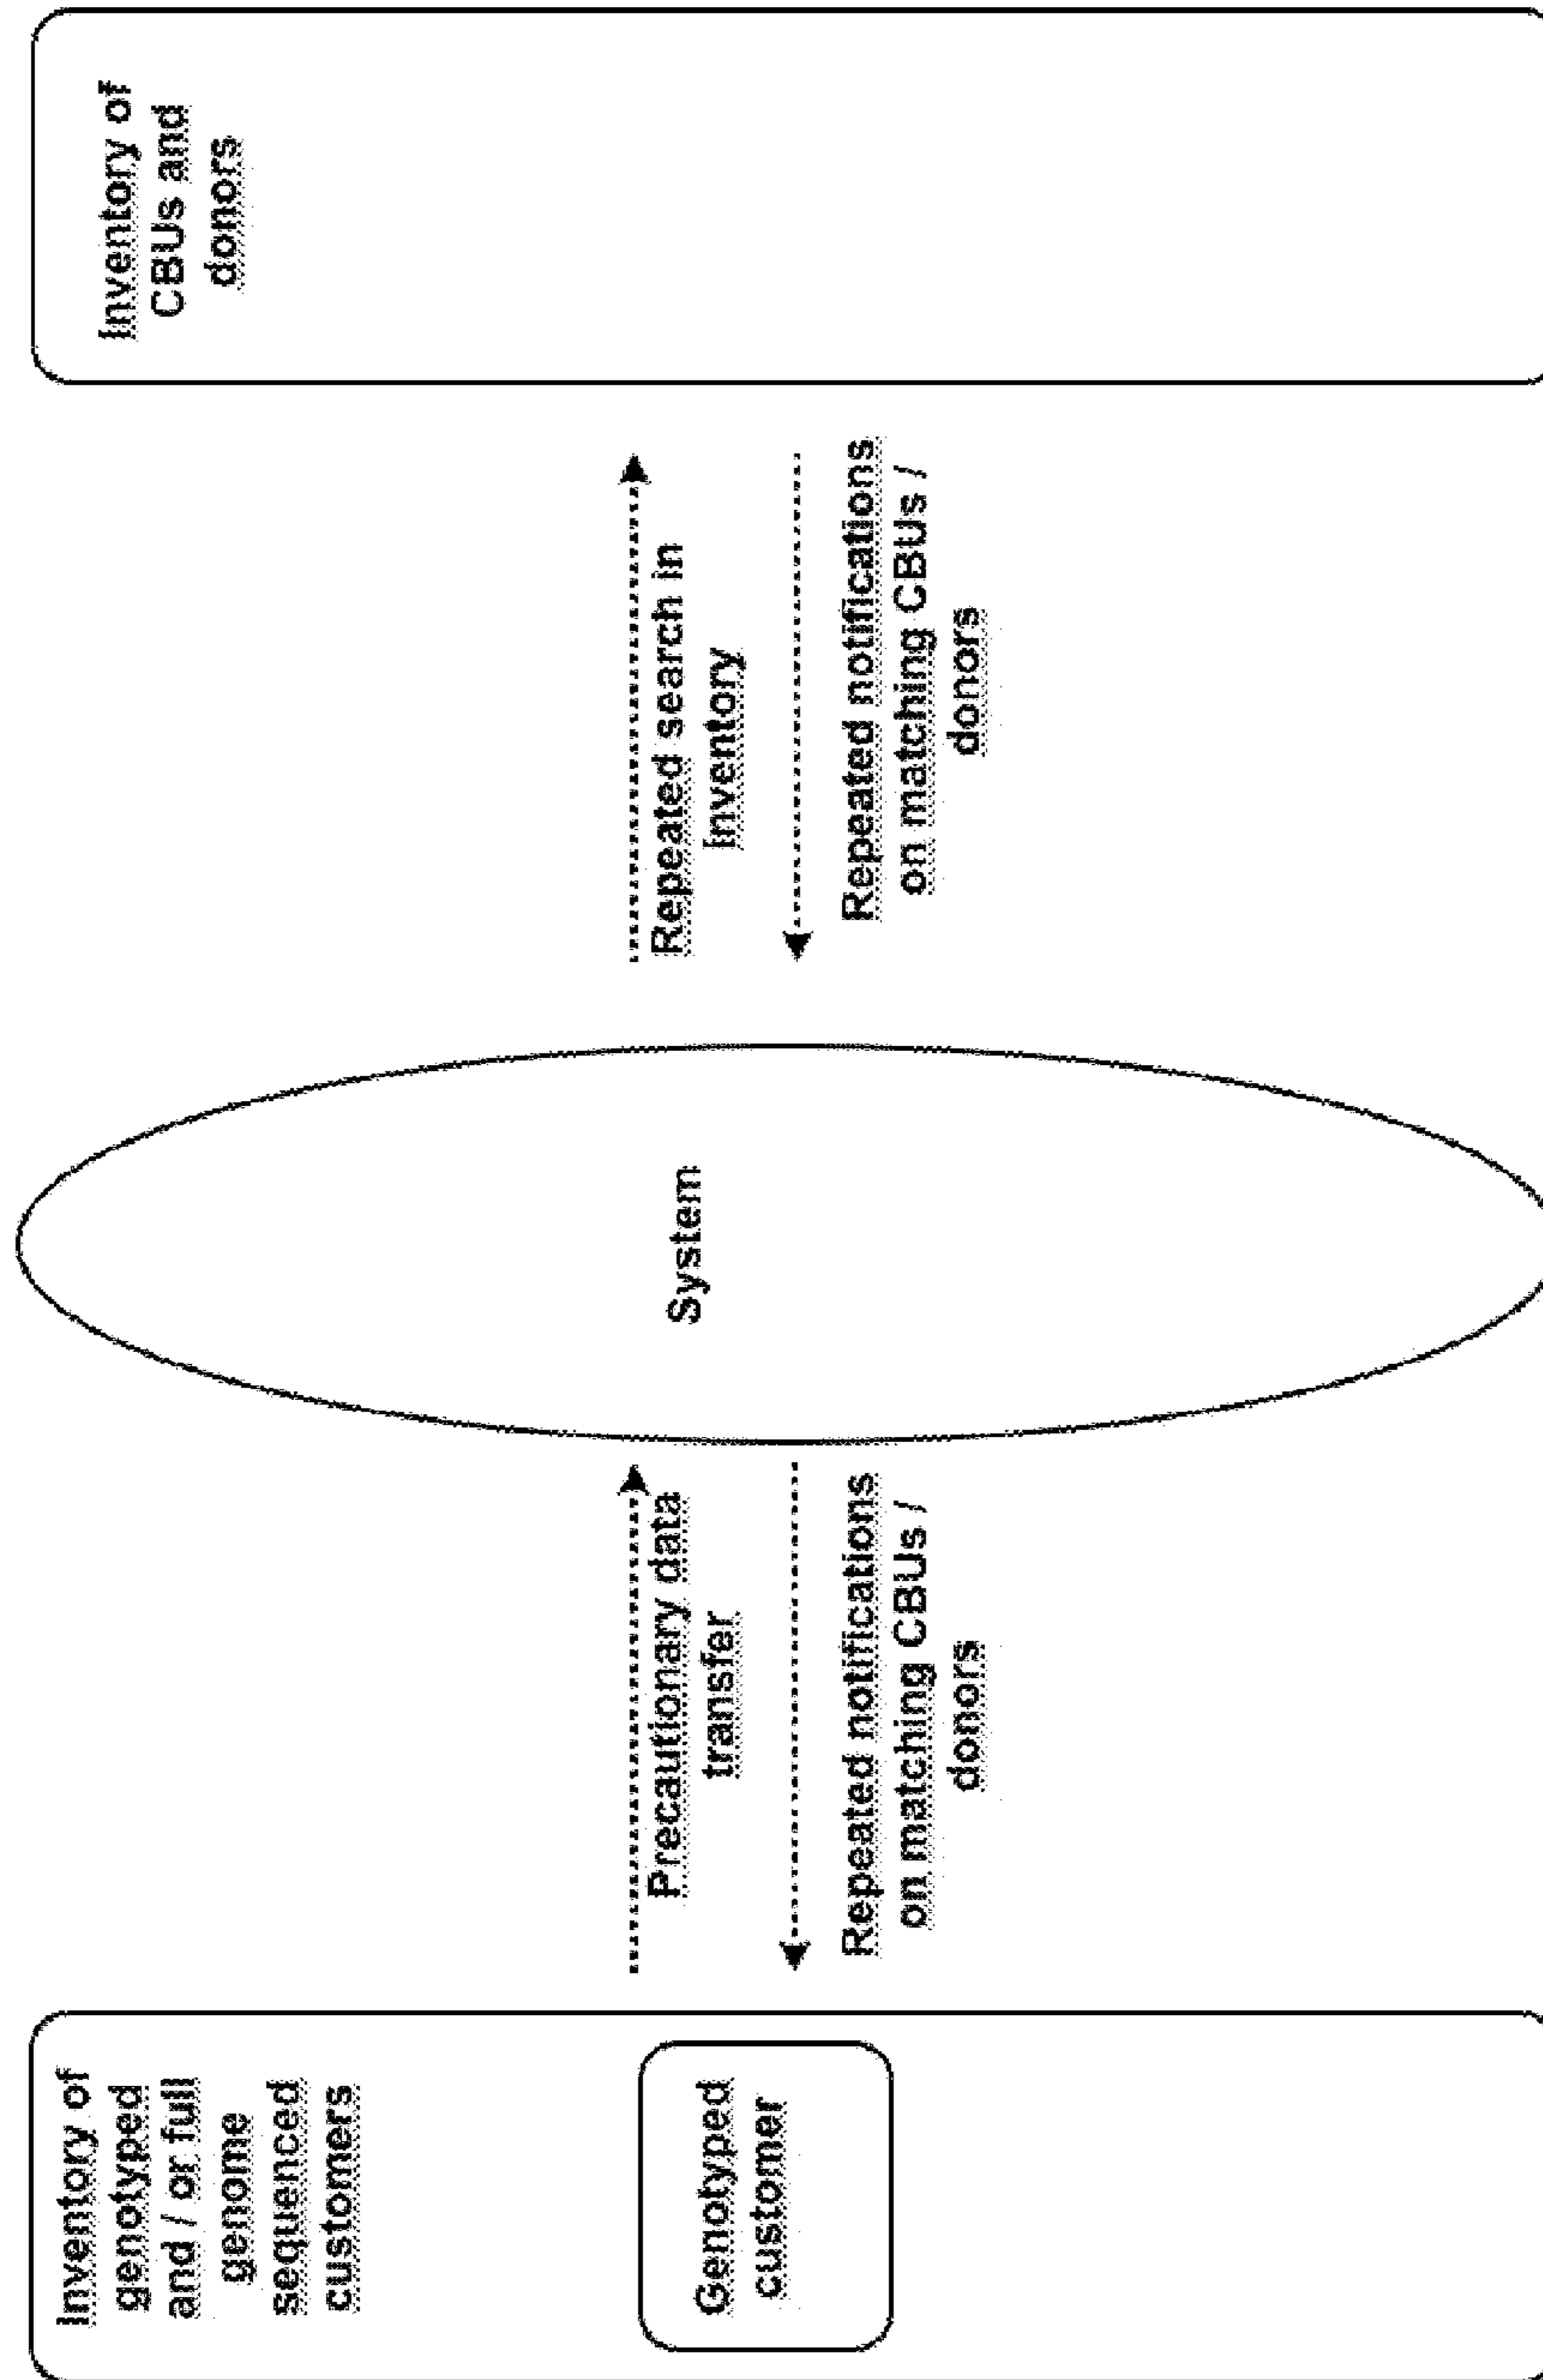 Inventory of
genotyped
and / or full
genome
sequenced
customers
Genotyped
customer
Precautionary data
transfer
Repeated notifications
on matching CBUs /
donors
System
Repeated search in
inventory
Repeated notifications
on matching CBUs /
donors
Inventory of
CBUs and
donors